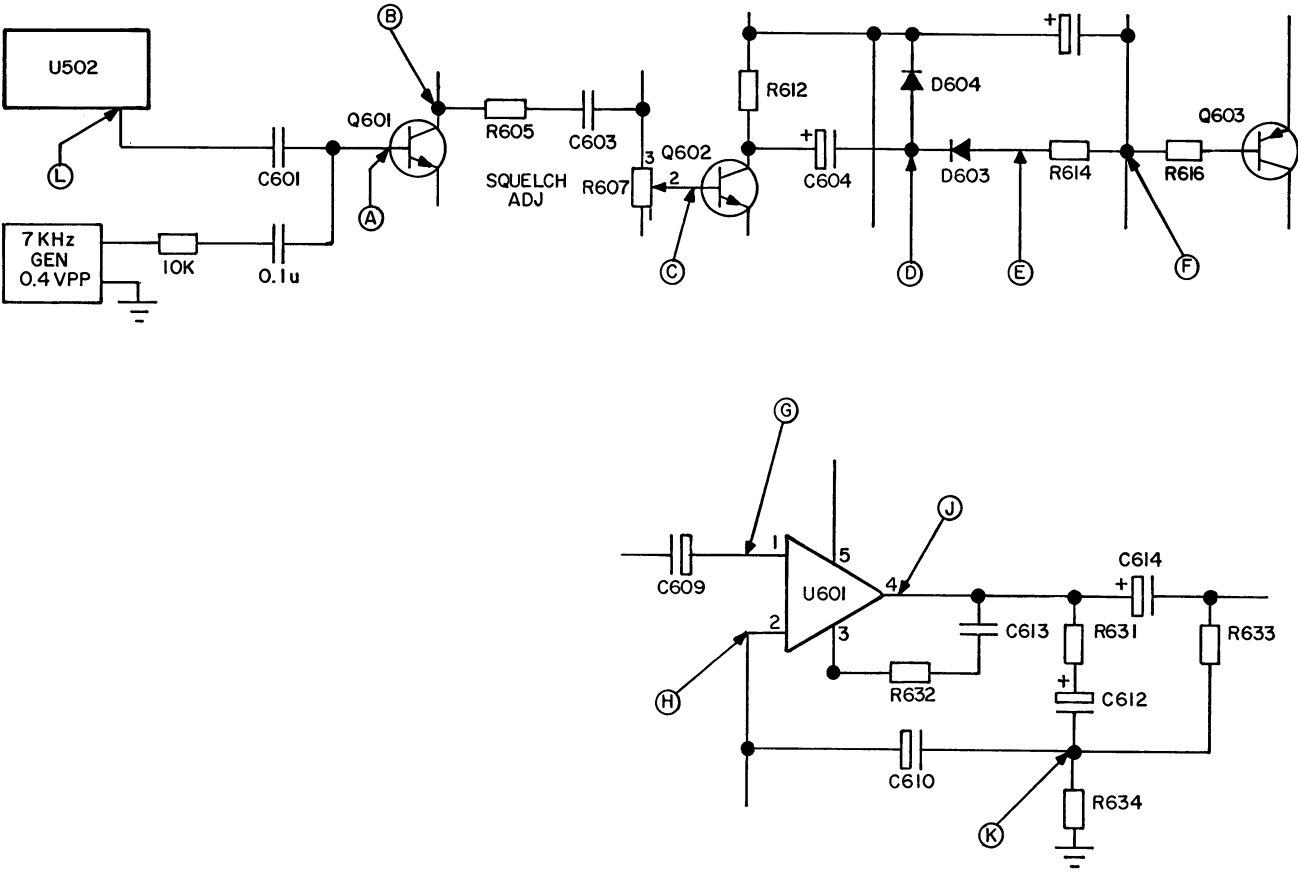 B
U502
Q601
L
C601
A
R605
C603
SQUELCH
ADJ
3
R607
2
1
Q602
C
7 KHz
GEN
0.4 VPP
10K
0.1u
R612
+
C604
D604
D603
D
E
+
R614
R616
Q603
F
G
C609
1
5
U601
4
J
2
3
H
R632
C613
+
C614
R631
R633
+
C612
C610
K
R634